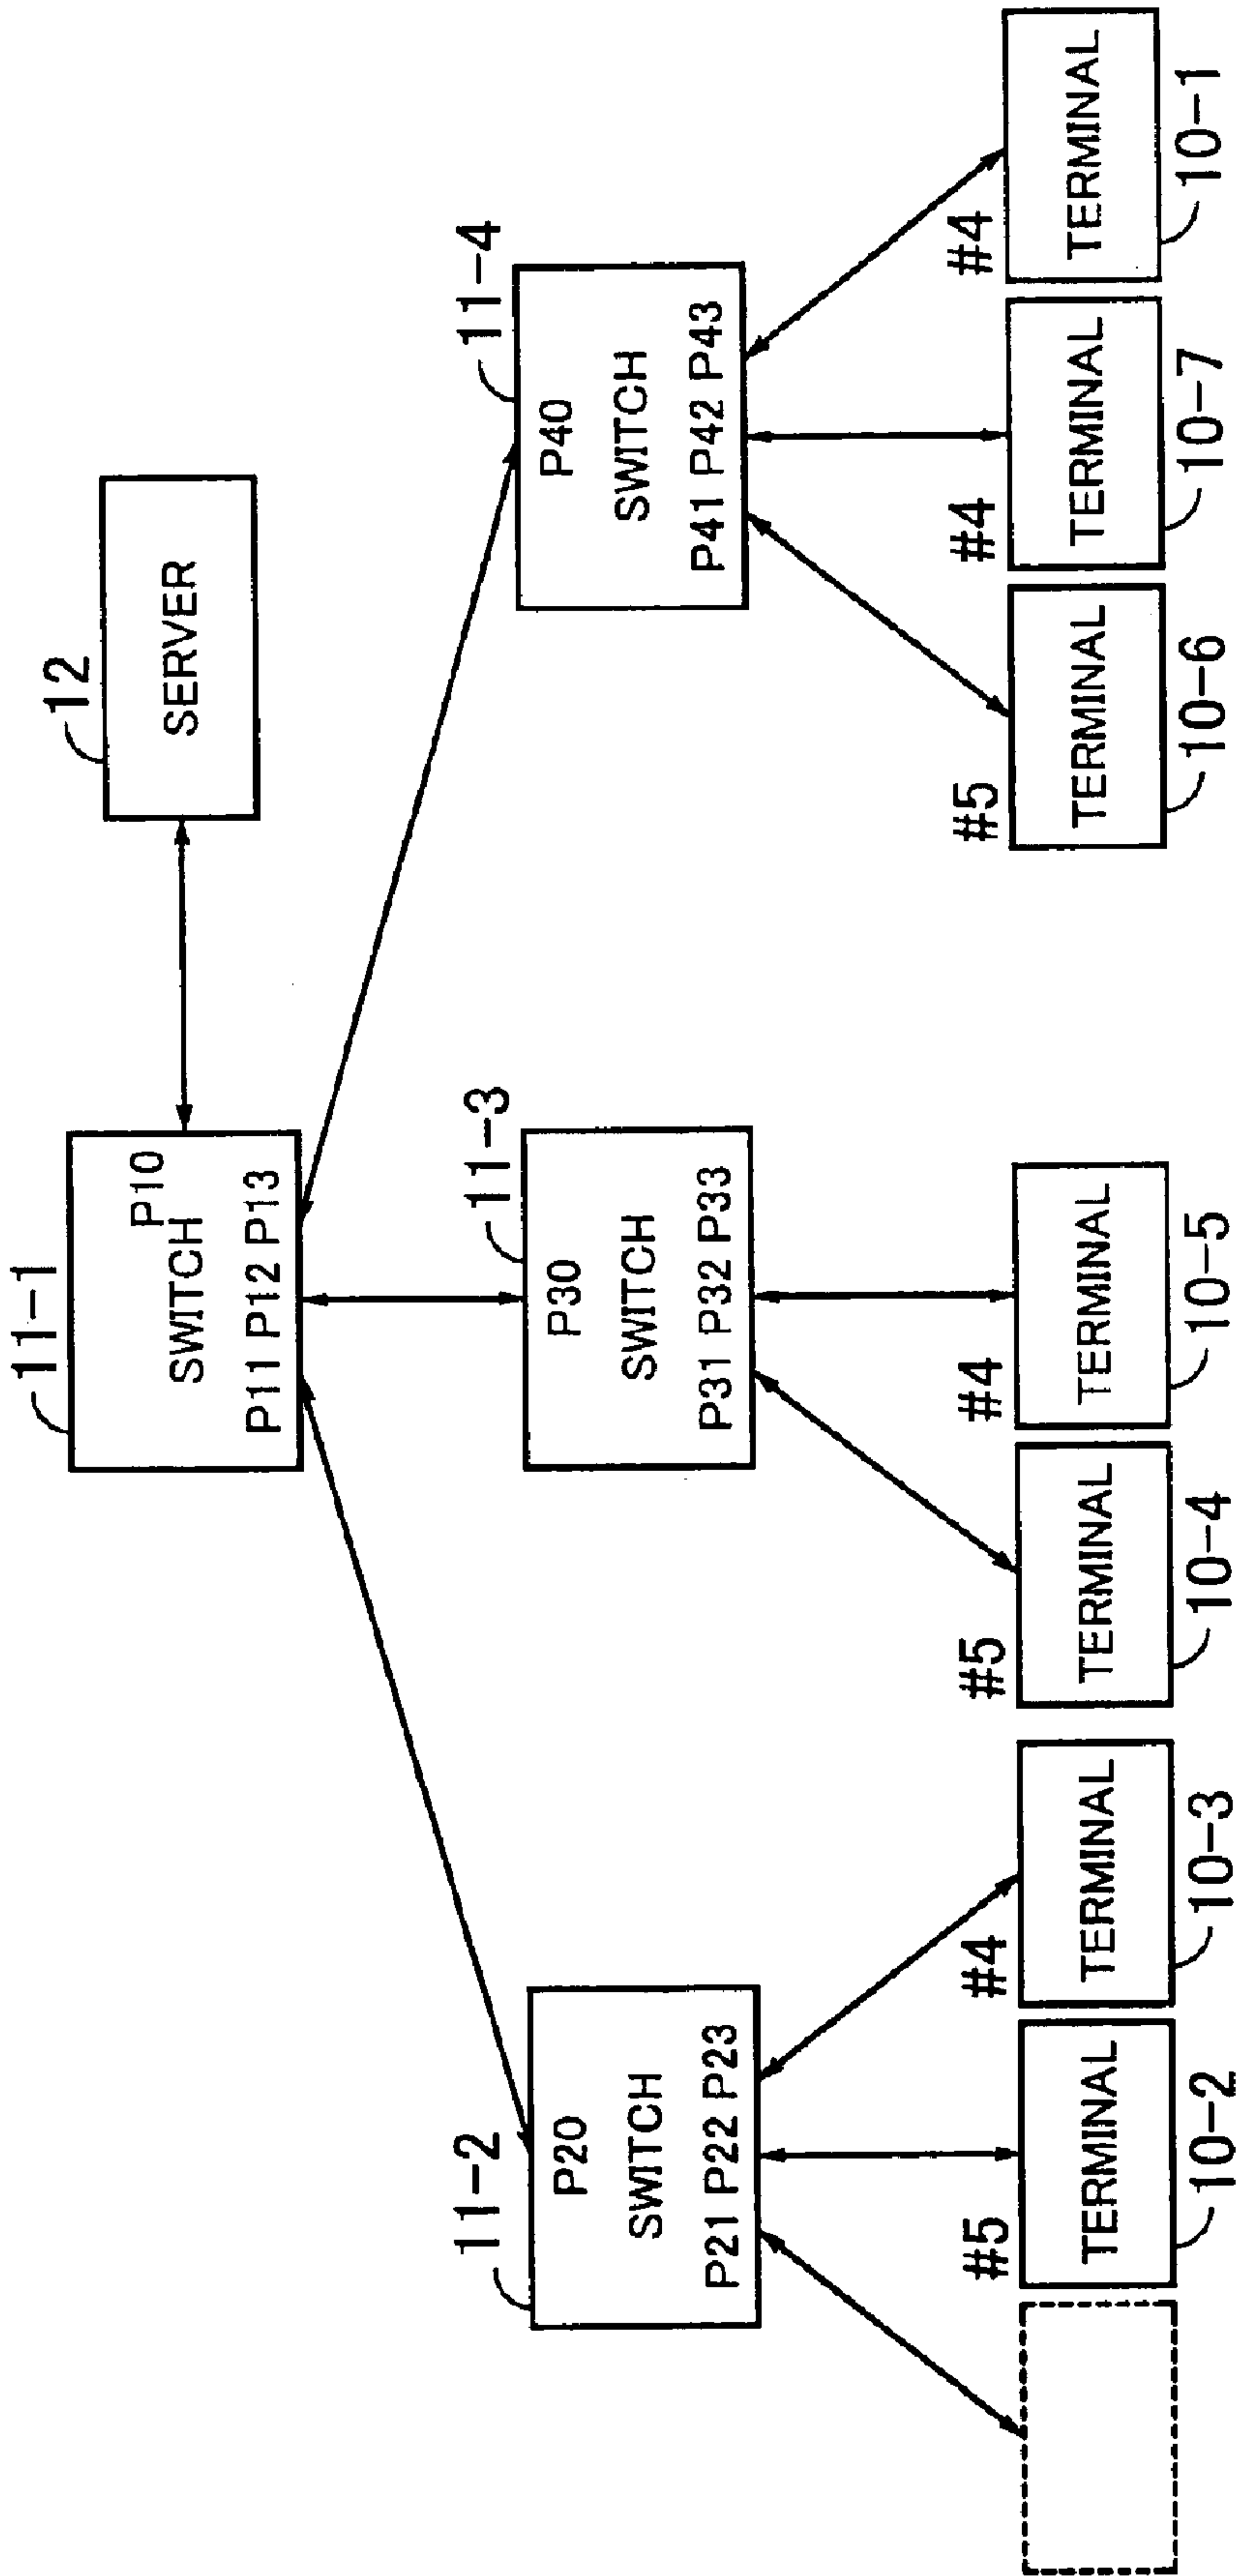 12
SERVER
11-1
P10
SWITCH
P11 P12 P13
11-2
P20
SWITCH
P21 P22 P23
11-3
P30
SWITCH
P31 P32 P33
11-4
P40
SWITCH
P41 P42 P43
#5
TERMINAL
10-2
#4
TERMINAL
10-3
#5
TERMINAL
10-4
#4
TERMINAL
10-5
#5
TERMINAL
10-6
#4
TERMINAL
10-7
#4
TERMINAL
10-1